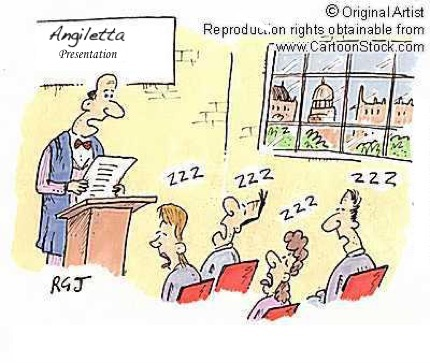 © Original Artist
Reproduction rights obtainable from
www.CartoonStock.com
Angiletta
Presentation
ZZZ
ZZZ
ZZZ
ZZZ
RGJ